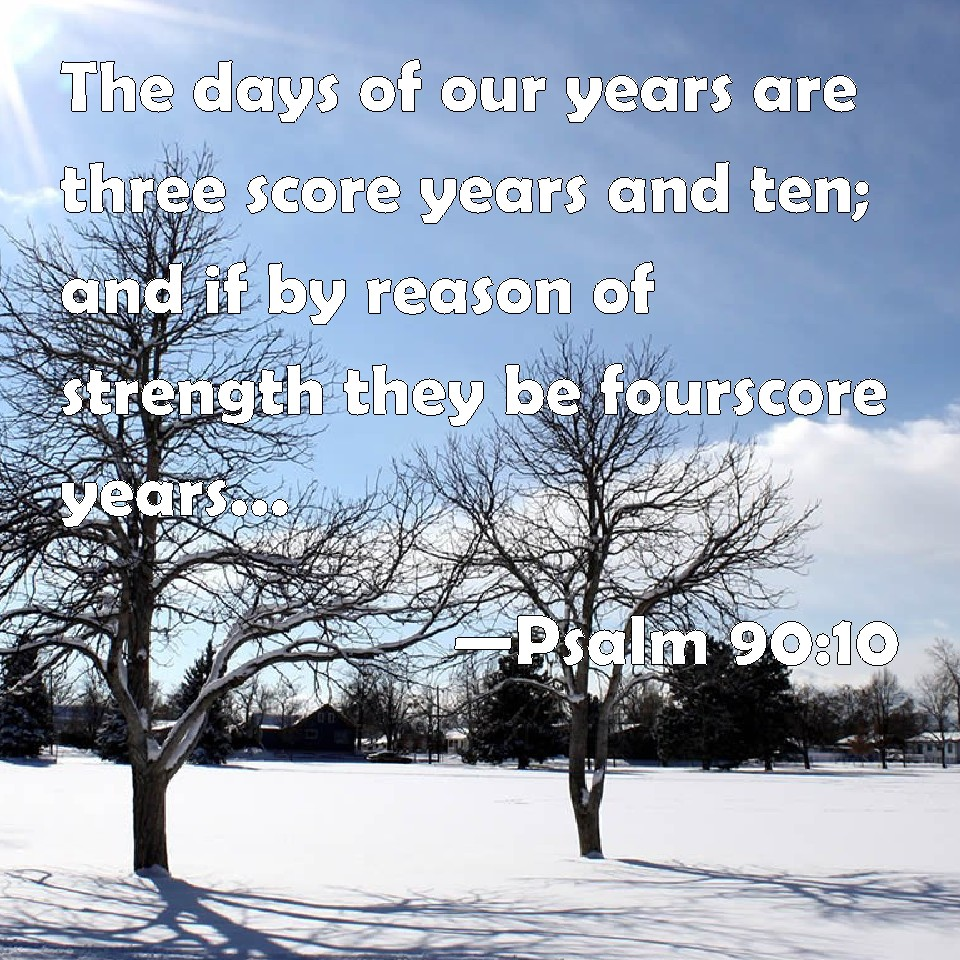 The days of our years are
three score years and ten;
and if by reason of
strength they be fourscore
years...
—Psalm 90:10